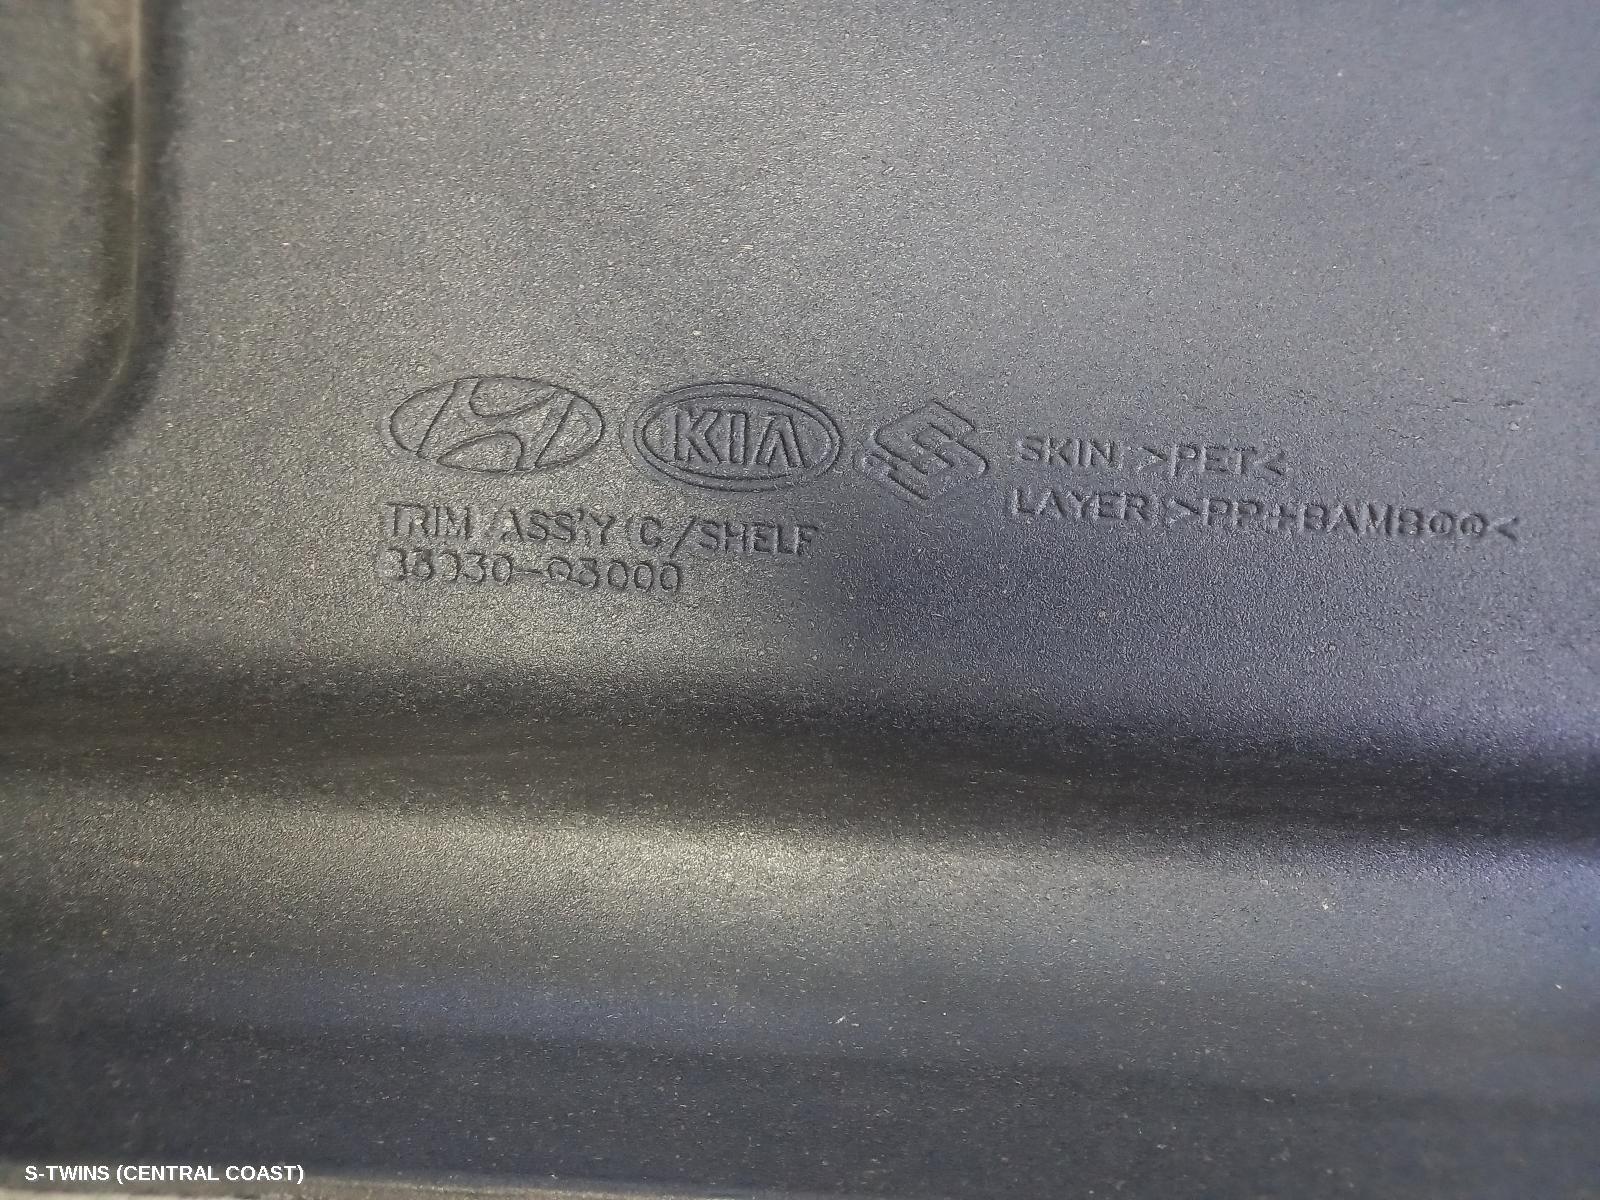 KIA
SKIN >PET<
LAYER >PP+BAMBOO<
TRIM ASS'Y C/SHELF
S-TWINS (CENTRAL COAST)